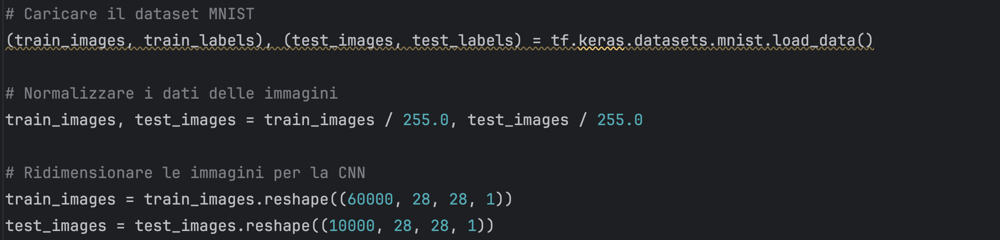 # Caricare il dataset MNIST
(train_images, train_labels), (test_images, test_labels) = tf.keras.datasets.mnist.load_data()
# Normalizzare i dati delle immagini
train_images, test_images = train_images / 255.0, test_images / 255.0
# Ridimensionare le immagini per la CNN
train_images = train_images.reshape((60000, 28, 28, 1))
test_images = test_images.reshape((10000, 28, 28, 1))